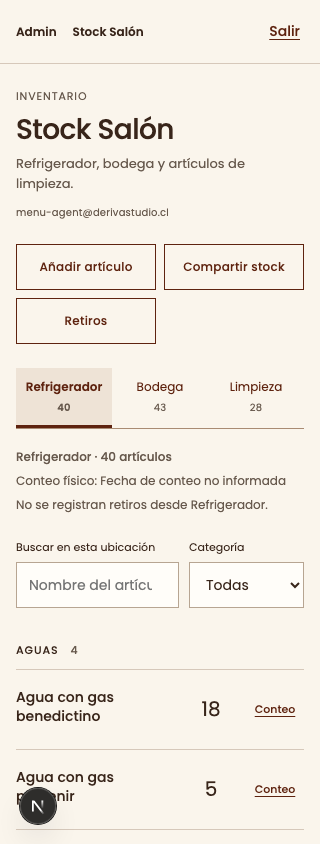 Admin Stock Salón Salir
INVENTARIO
Stock Salón
Refrigerador, bodega y artículos de
limpieza.
menu-agent@derivastudio.cl
Añadir artículo Compartir stock
Retiros
Refrigerador Bodega Limpieza
40 43 28
Refrigerador · 40 artículos
Conteo físico: Fecha de conteo no informada
No se registran retiros desde Refrigerador.
Buscar en esta ubicación Categoría
Nombre del artícu Todas
AGUAS 4
Agua con gas
benedictino
18 Conteo
Agua con gas
5 Conteo
N